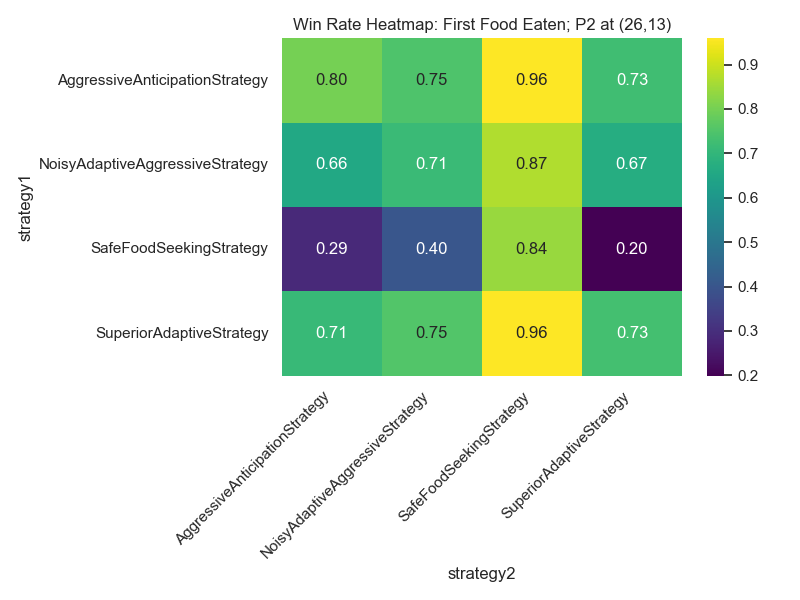 Win Rate Heatmap: First Food Eaten; P2 at (26,13)
strategy1
AggressiveAnticipationStrategy 0.80 0.75 0.96 0.73
NoisyAdaptiveAggressiveStrategy 0.66 0.71 0.87 0.67
SafeFoodSeekingStrategy 0.29 0.40 0.84 0.20
SuperiorAdaptiveStrategy 0.71 0.75 0.96 0.73
AggressiveAnticipationStrategy
NoisyAdaptiveAggressiveStrategy
SafeFoodSeekingStrategy
SuperiorAdaptiveStrategy
strategy2
0.9
0.8
0.7
0.6
0.5
0.4
0.3
0.2